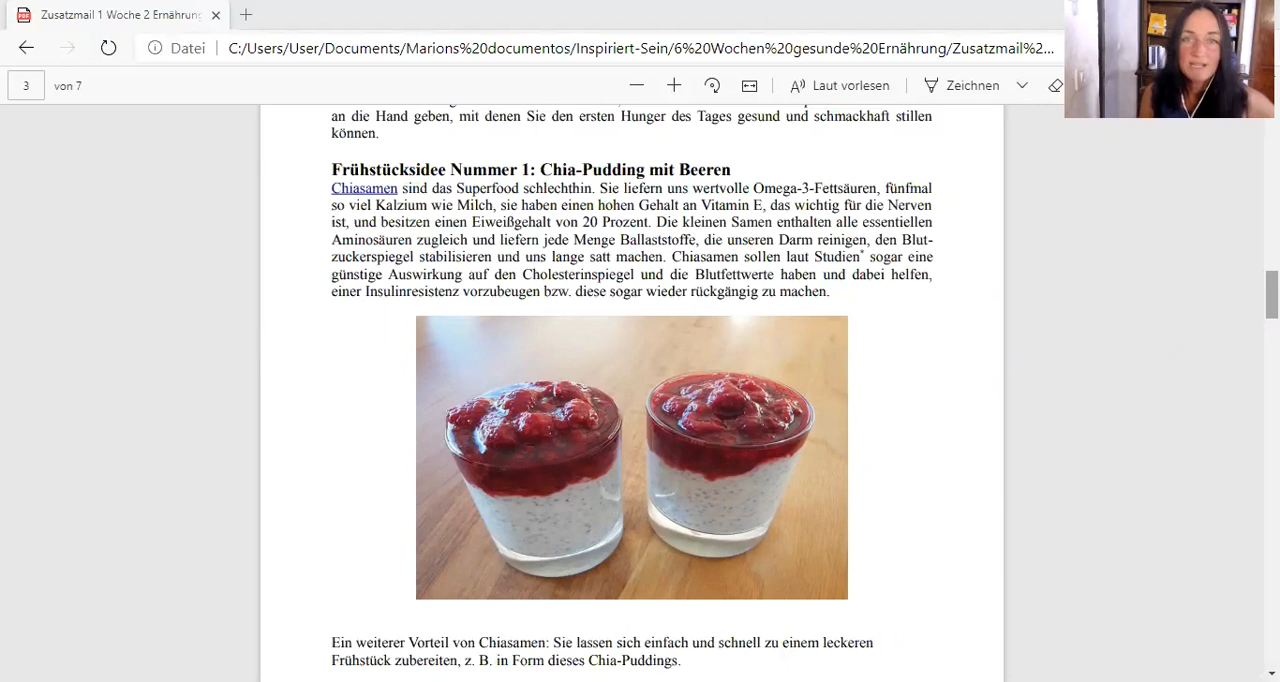 Zusatzmail 1 Woche 2 Ernährung
Datei
C:/Users/User/Documents/Marions%20documentos/Inspiriert-Sein/6%20Wochen%20gesunde%20Ernährung/Zusatzmail%2...
3 von 7
Laut vorlesen
Zeichnen
an die Hand geben, mit denen Sie den ersten Hunger des Tages gesund und schmackhaft stillen
können.
Frühstücksidee Nummer 1: Chia-Pudding mit Beeren
Chiasamen sind das Superfood schlechthin. Sie liefern uns wertvolle Omega-3-Fettsäuren, fünfmal
so viel Kalzium wie Milch, sie haben einen hohen Gehalt an Vitamin E, das wichtig für die Nerven
ist, und besitzen einen Eiweißgehalt von 20 Prozent. Die kleinen Samen enthalten alle essentiellen
Aminosäuren zugleich und liefern jede Menge Ballaststoffe, die unseren Darm reinigen, den Blut-
zuckerspiegel stabilisieren und uns lange satt machen. Chiasamen sollen laut Studien* sogar eine
günstige Auswirkung auf den Cholesterinspiegel und die Blutfettwerte haben und dabei helfen,
einer Insulinresistenz vorzubeugen bzw. diese sogar wieder rückgängig zu machen.
Ein weiterer Vorteil von Chiasamen: Sie lassen sich einfach und schnell zu einem leckeren
Frühstück zubereiten, z. B. in Form dieses Chia-Puddings.